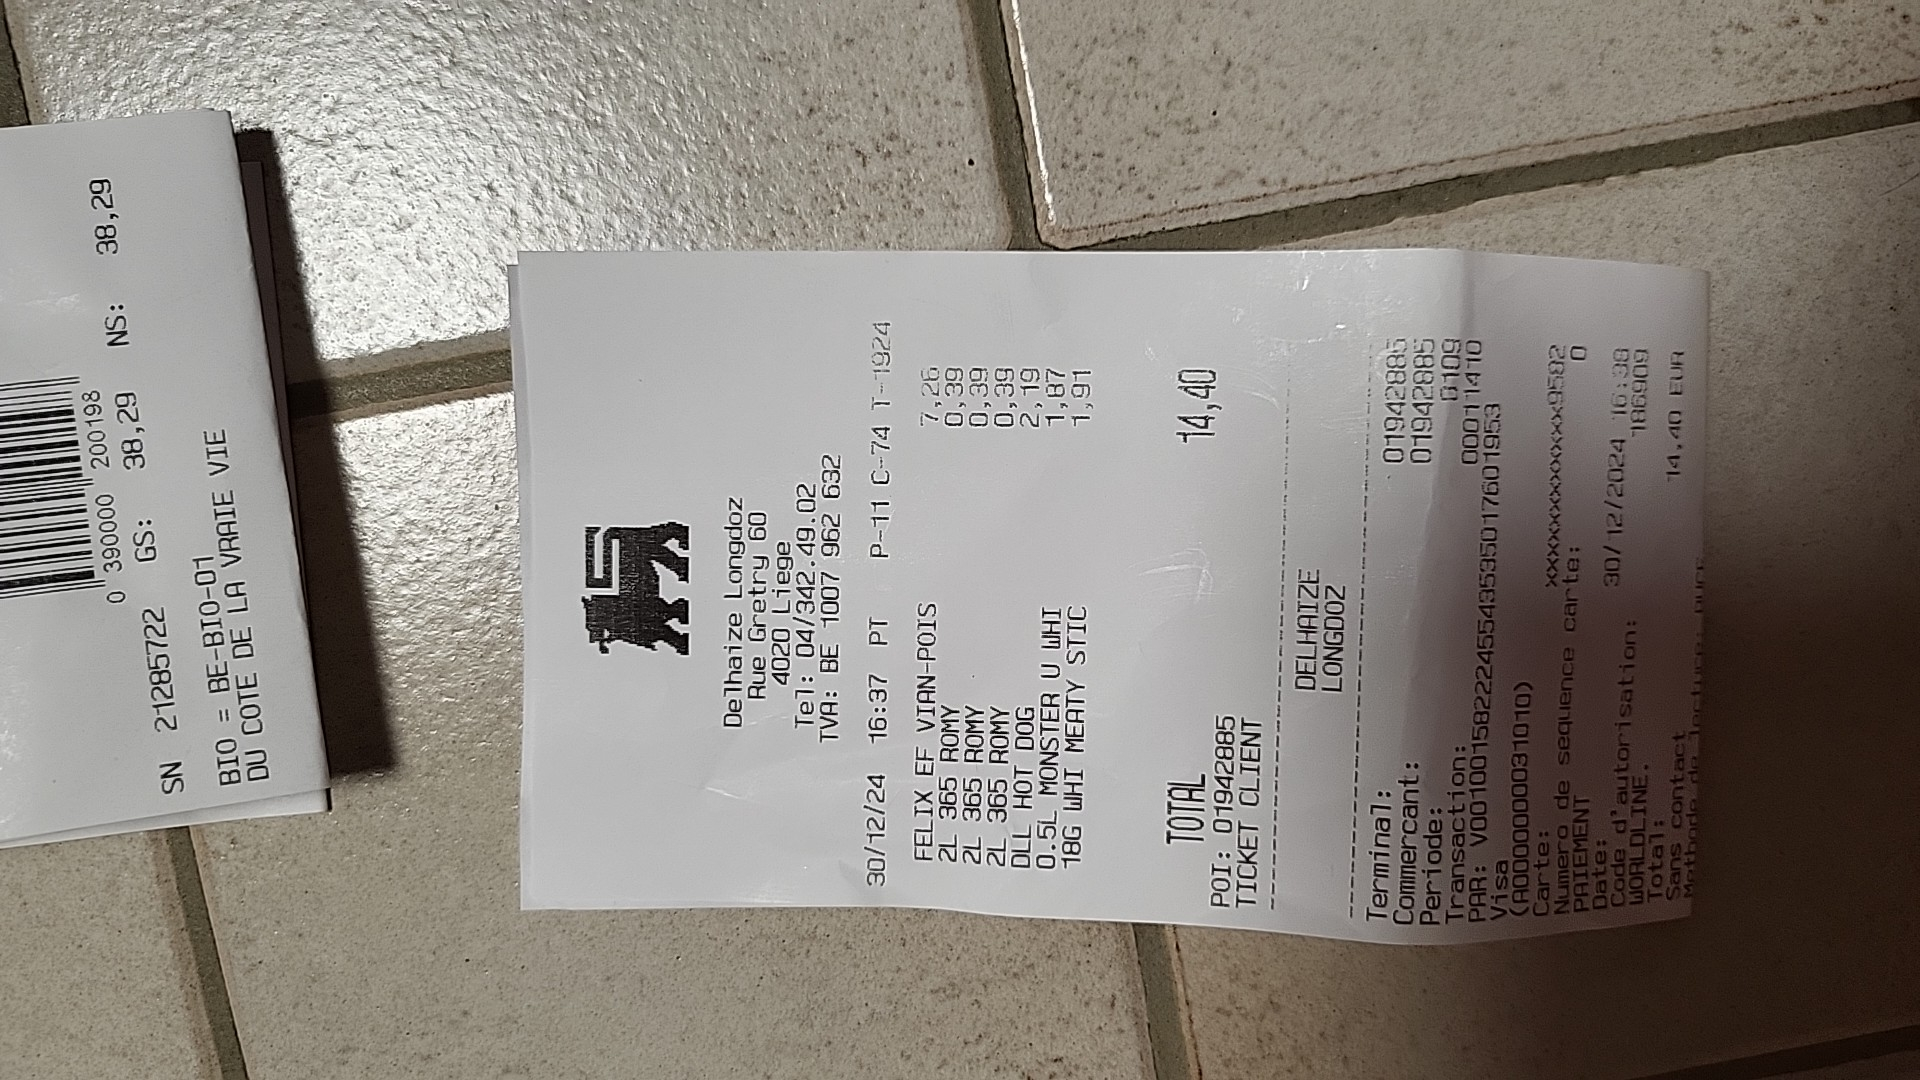 0 390000 200198
SN 21285722 GS: 38,29 NS: 38,29
BIO = BE-BIO-01
DU COTE DE LA VRAIE VIE
Delhaize Longdoz
Rue Gretry 60
4020 Liege
Tel: 04/342.49.02
TVA: BE 1007 962 632
30/12/24 16:37 PT P-11 C-74 T-1924
FELIX EF VIAN-POIS 7,26
2L 365 ROMY 0,39
2L 365 ROMY 0,39
2L 365 ROMY 0,39
DLL HOT DOG 2,19
0.5L MONSTER U WHI 1,87
18G WHI MEATY STIC 1,91
TOTAL 14,40
POI: 01942885
TICKET CLIENT
DELHAIZE
LONGDOZ
Terminal: 01942885
Commercant: 01942885
Periode: 0109
Transaction: 00011410
PAR: V0010015822245543535017601953
Visa
(A0000000031010)
Carte: xxxxxxxxxxxxxxx9582
Numero de sequence carte: 0
PAIEMENT
Date: 30/12/2024 16:38
Code d'autorisation: 186909
WORLDLINE.
Total: 14,40 EUR
Sans contact
Methode de lecture: PUCE